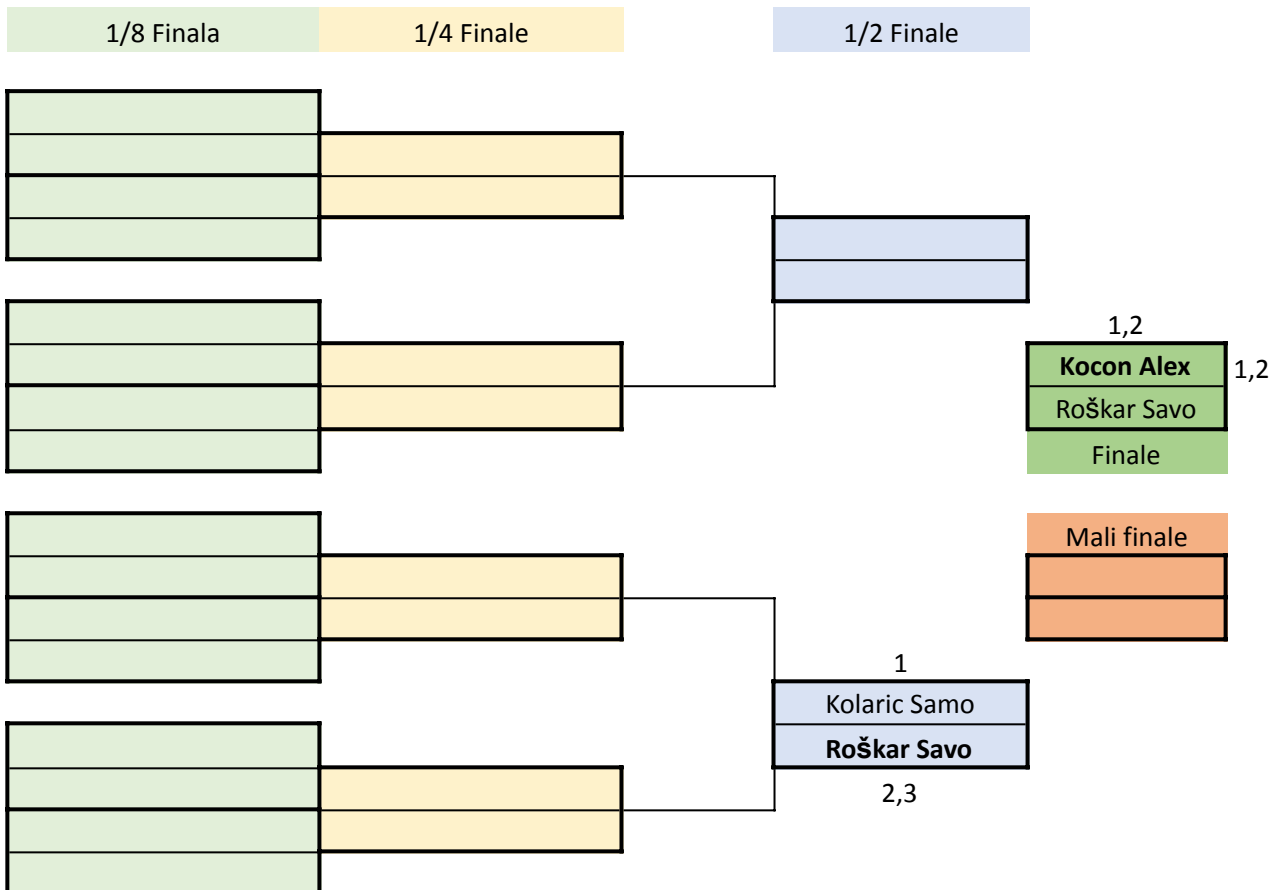 1/8 Finala
1/4 Finale
1/2 Finale
1,2
Kocon Alex
1,2
Roškar Savo
Finale
Mali finale
1
Kolaric Samo
Roškar Savo
2,3